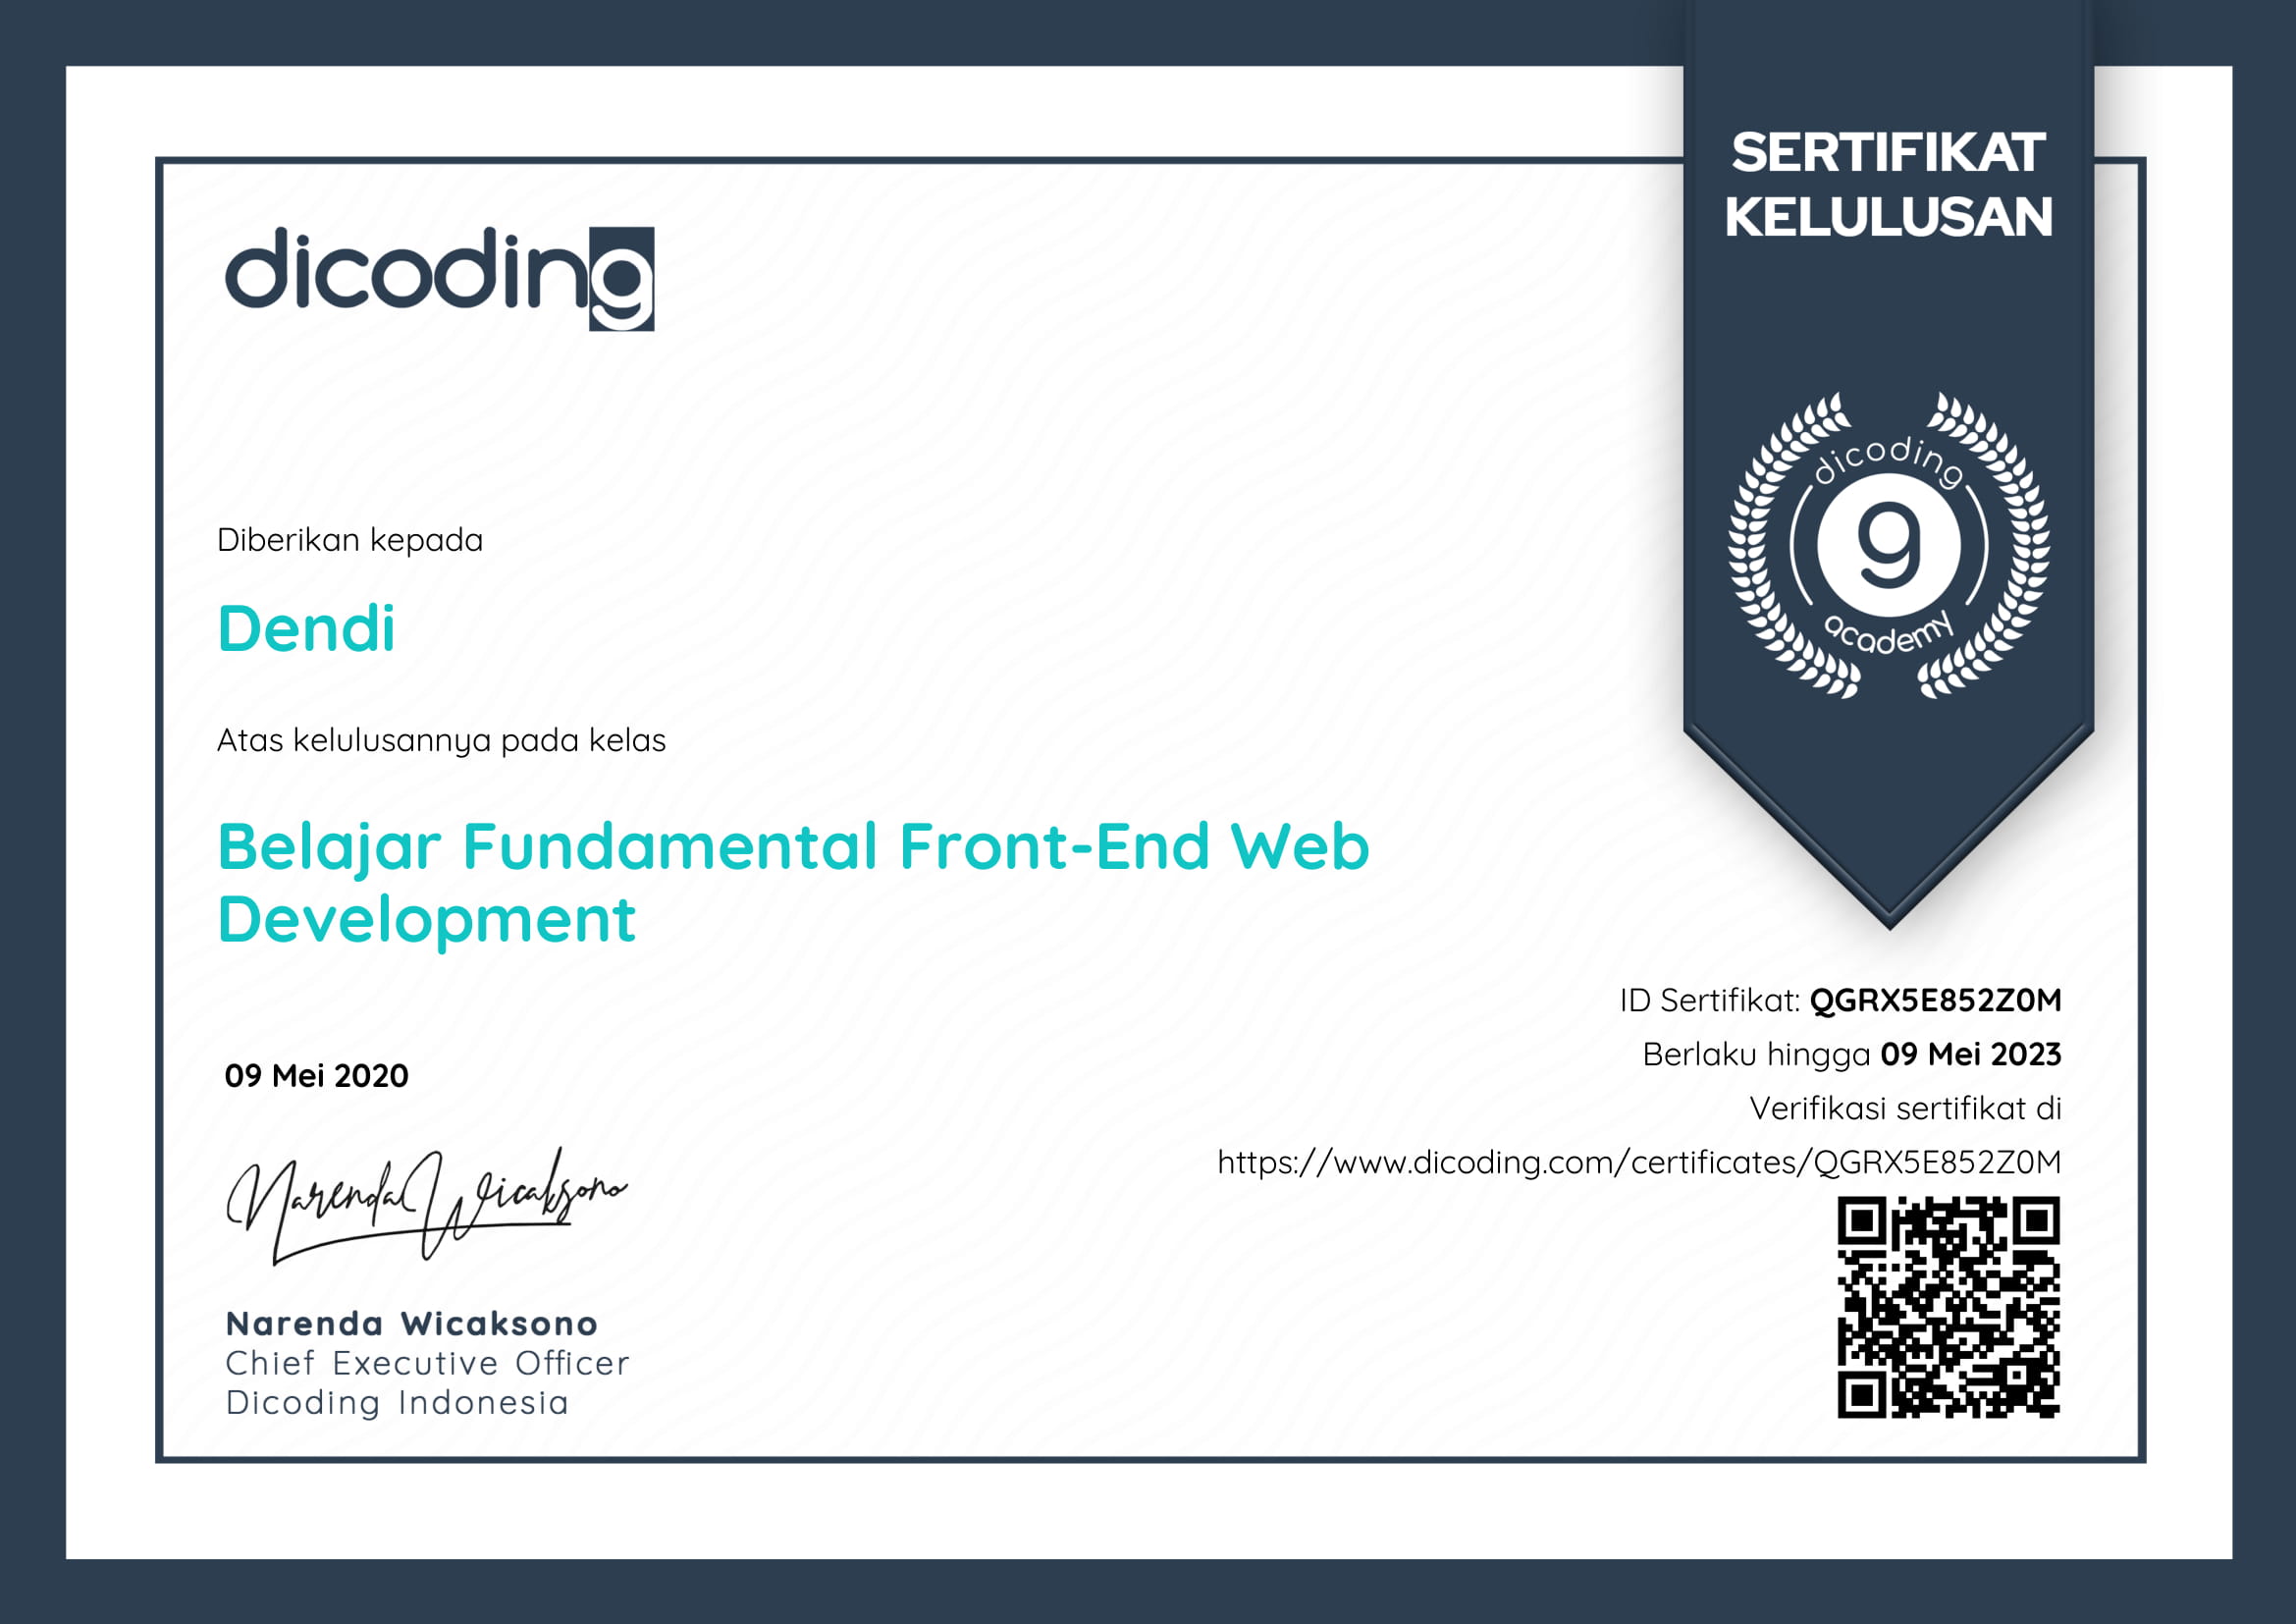 SERTIFIKAT
KELULUSAN
dicoding
dicoding
g
academy
Diberikan kepada
Dendi
Atas kelulusannya pada kelas
Belajar Fundamental Front-End Web
Development
ID Sertifikat: QGRX5E852Z0M
Berlaku hingga 09 Mei 2023
Verifikasi sertifikat di
https://www.dicoding.com/certificates/QGRX5E852Z0M
09 Mei 2020
Narenda Wicaksono
Narenda Wicaksono
Chief Executive Officer
Dicoding Indonesia